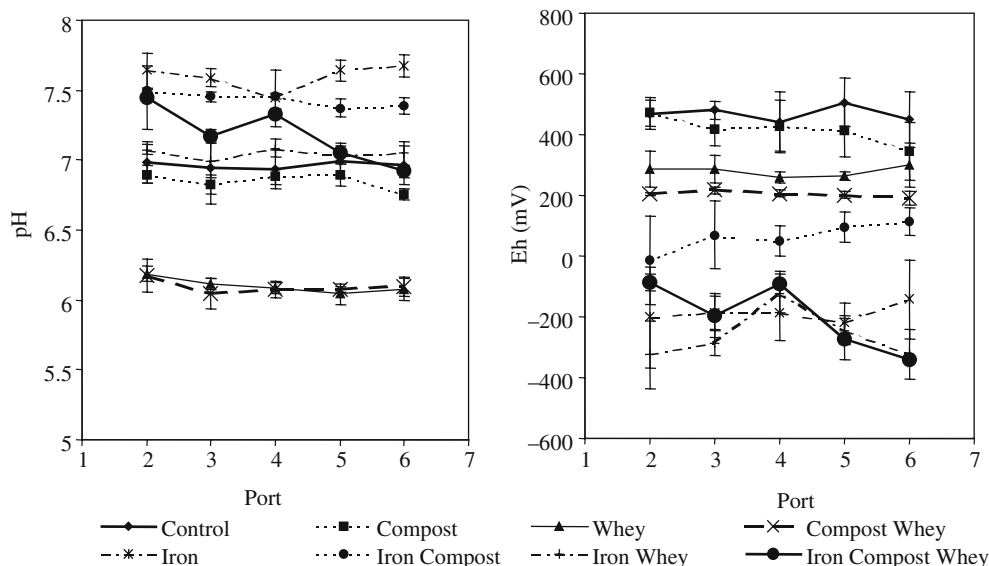 8
7.5
7
6.5
6
5.5
5
pH
1 2 3 4 5 6 7
Port
800
600
400
200
0
–200
–400
–600
Eh (mV)
1 2 3 4 5 6 7
Port
Control Compost Whey Compost Whey
Iron Iron Compost Iron Whey Iron Compost Whey